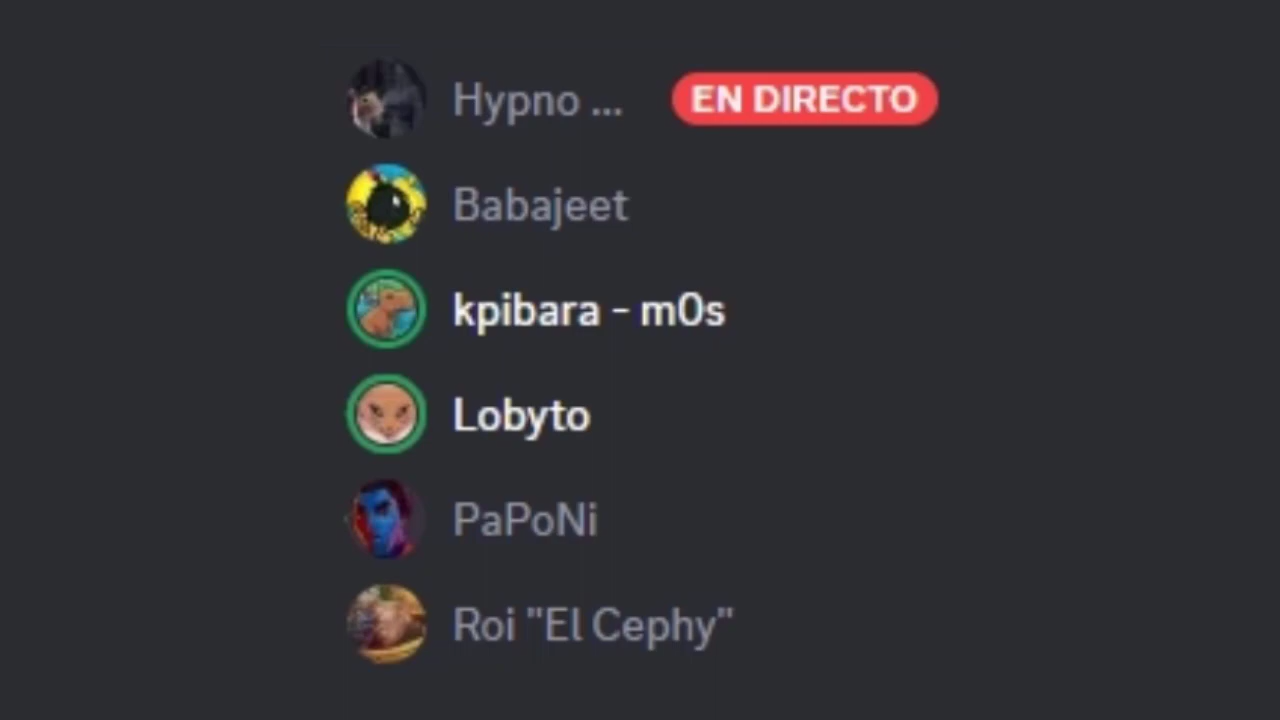 Hypno ... EN DIRECTO
Babajeet
kpibara - m0s
Lobyto
PaPoNi
Roi "El Cephy"